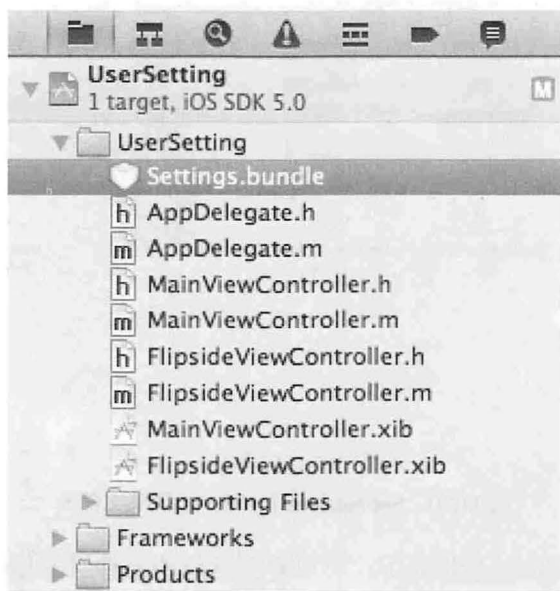 UserSetting
1 target, iOS SDK 5.0
M
UserSetting
Settings.bundle
h AppDelegate.h
m AppDelegate.m
h MainViewController.h
m MainViewController.m
h FlipsideViewController.h
m FlipsideViewController.m
MainViewController.xib
FlipsideViewController.xib
Supporting Files
Frameworks
Products